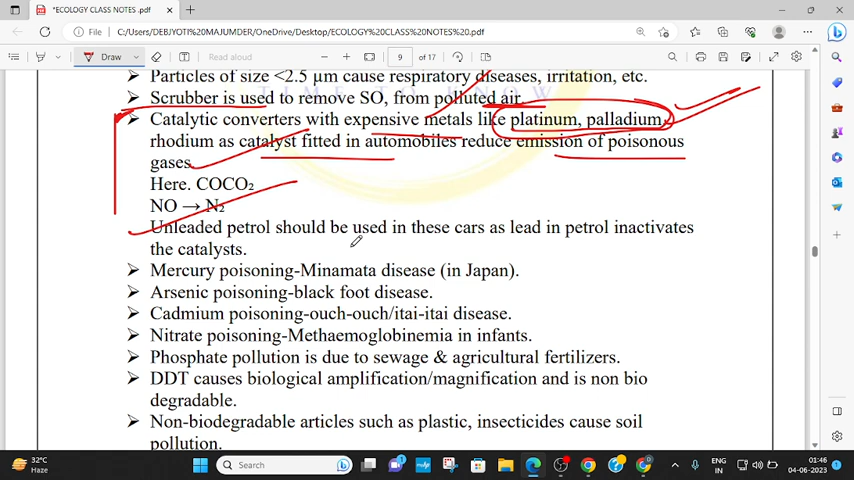 *ECOLOGY CLASS NOTES .pdf
File C:/Users/DEBJYOTI%20MAJUMDER/OneDrive/Desktop/ECOLOGY%20CLASS%20NOTES%20.pdf
Draw Read aloud 9 of 17
Particles of size <2.5 µm cause respiratory diseases, irritation, etc.
TIME TO KNOW
Scrubber is used to remove SO, from polluted air.
Catalytic converters with expensive metals like platinum, palladium,
rhodium as catalyst fitted in automobiles reduce emission of poisonous
gases.
Here. COCO₂
NO → N₂
Unleaded petrol should be used in these cars as lead in petrol inactivates
the catalysts.
Mercury poisoning-Minamata disease (in Japan).
Arsenic poisoning-black foot disease.
Cadmium poisoning-ouch-ouch/itai-itai disease.
Nitrate poisoning-Methaemoglobinemia in infants.
Phosphate pollution is due to sewage & agricultural fertilizers.
DDT causes biological amplification/magnification and is non bio
degradable.
Non-biodegradable articles such as plastic, insecticides cause soil
pollution.
32°C
Haze
Search
ENG
IN
01:46
04-06-2023